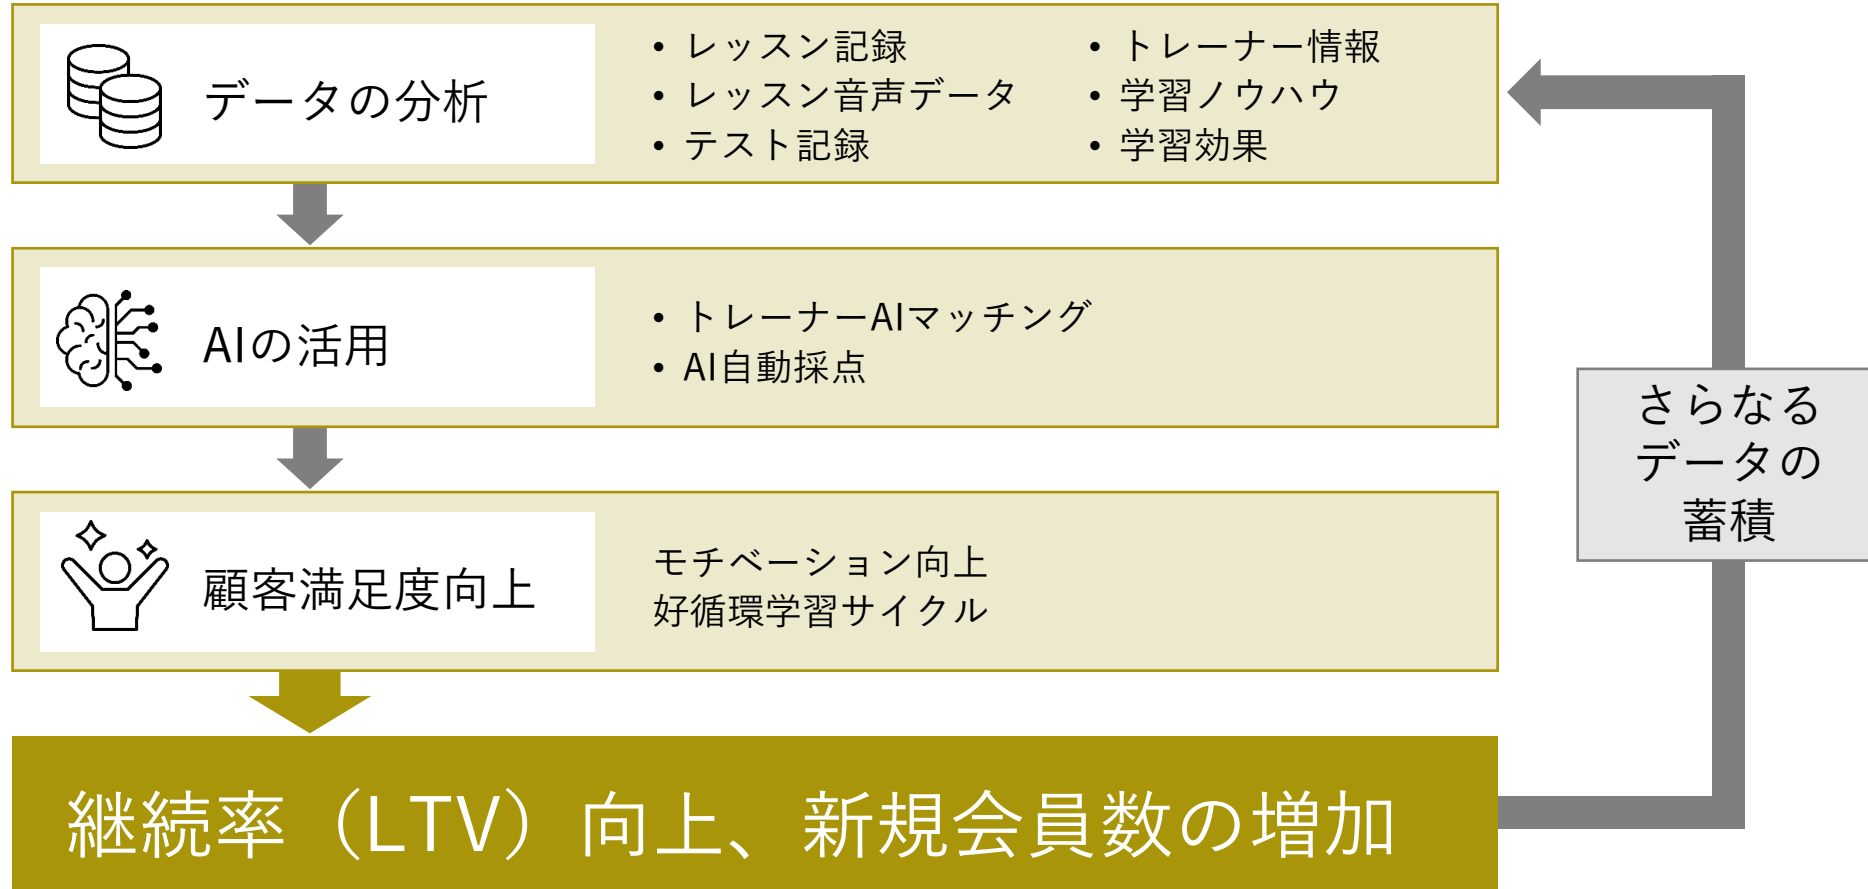 データの分析
• レッスン記録
• レッスン音声データ
• テスト記録
• トレーナー情報
• 学習ノウハウ
• 学習効果
AIの活用
• トレーナーAIマッチング
• AI自動採点
顧客満足度向上
モチベーション向上
好循環学習サイクル
継続率（LTV）向上、新規会員数の増加
さらなる
データの
蓄積